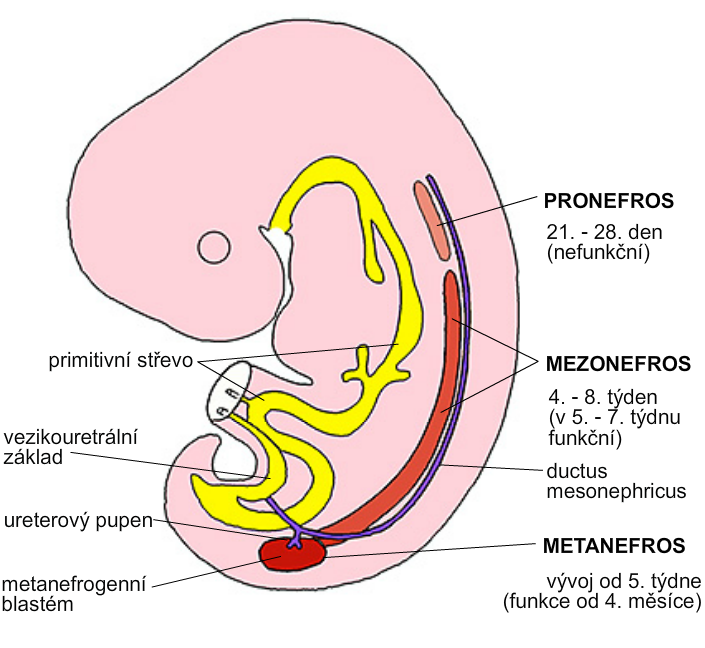 PRONEFROS
21. - 28. den
(nefunkční)
primitivní střevo
MEZONEFROS
4. - 8. týden
(v 5. - 7. týdnu
funkční)
vezikouretrální
základ
ductus
mesonephricus
ureterový pupen
METANEFROS
metanefrogenní
blastém
vývoj od 5. týdne
(funkce od 4. měsíce)